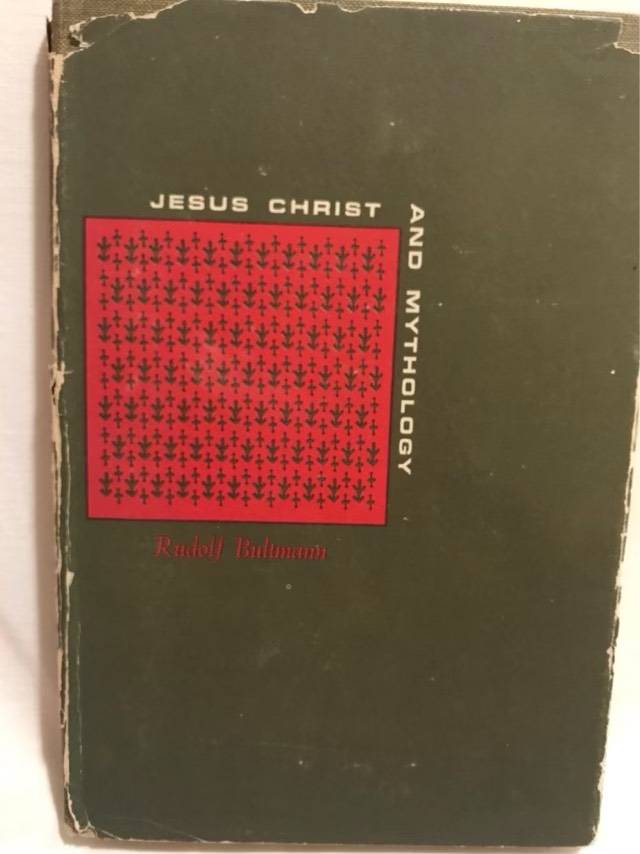 JESUS CHRIST
AND MYTHOLOGY
Rudolf Bultmann